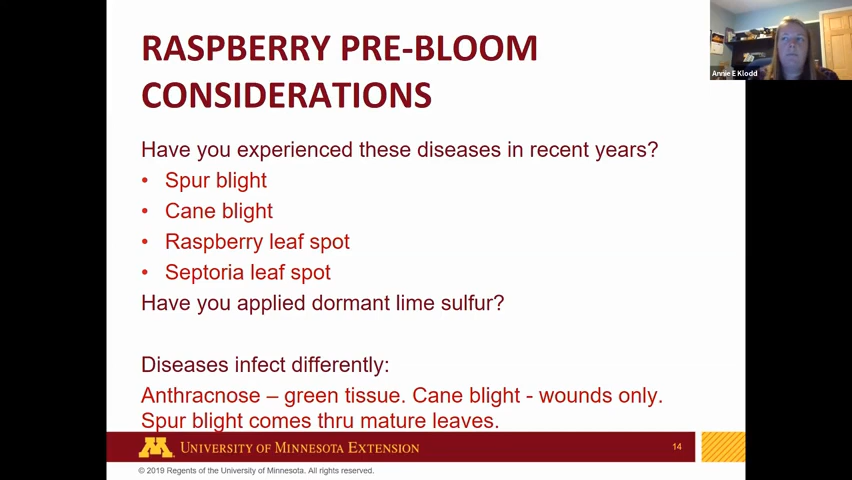 RASPBERRY PRE-BLOOM
CONSIDERATIONS
Annie E Klodd
Have you experienced these diseases in recent years?
• Spur blight
• Cane blight
• Raspberry leaf spot
• Septoria leaf spot
Have you applied dormant lime sulfur?
Diseases infect differently:
Anthracnose – green tissue. Cane blight - wounds only.
Spur blight comes thru mature leaves.
M UNIVERSITY OF MINNESOTA EXTENSION
14
© 2019 Regents of the University of Minnesota. All rights reserved.